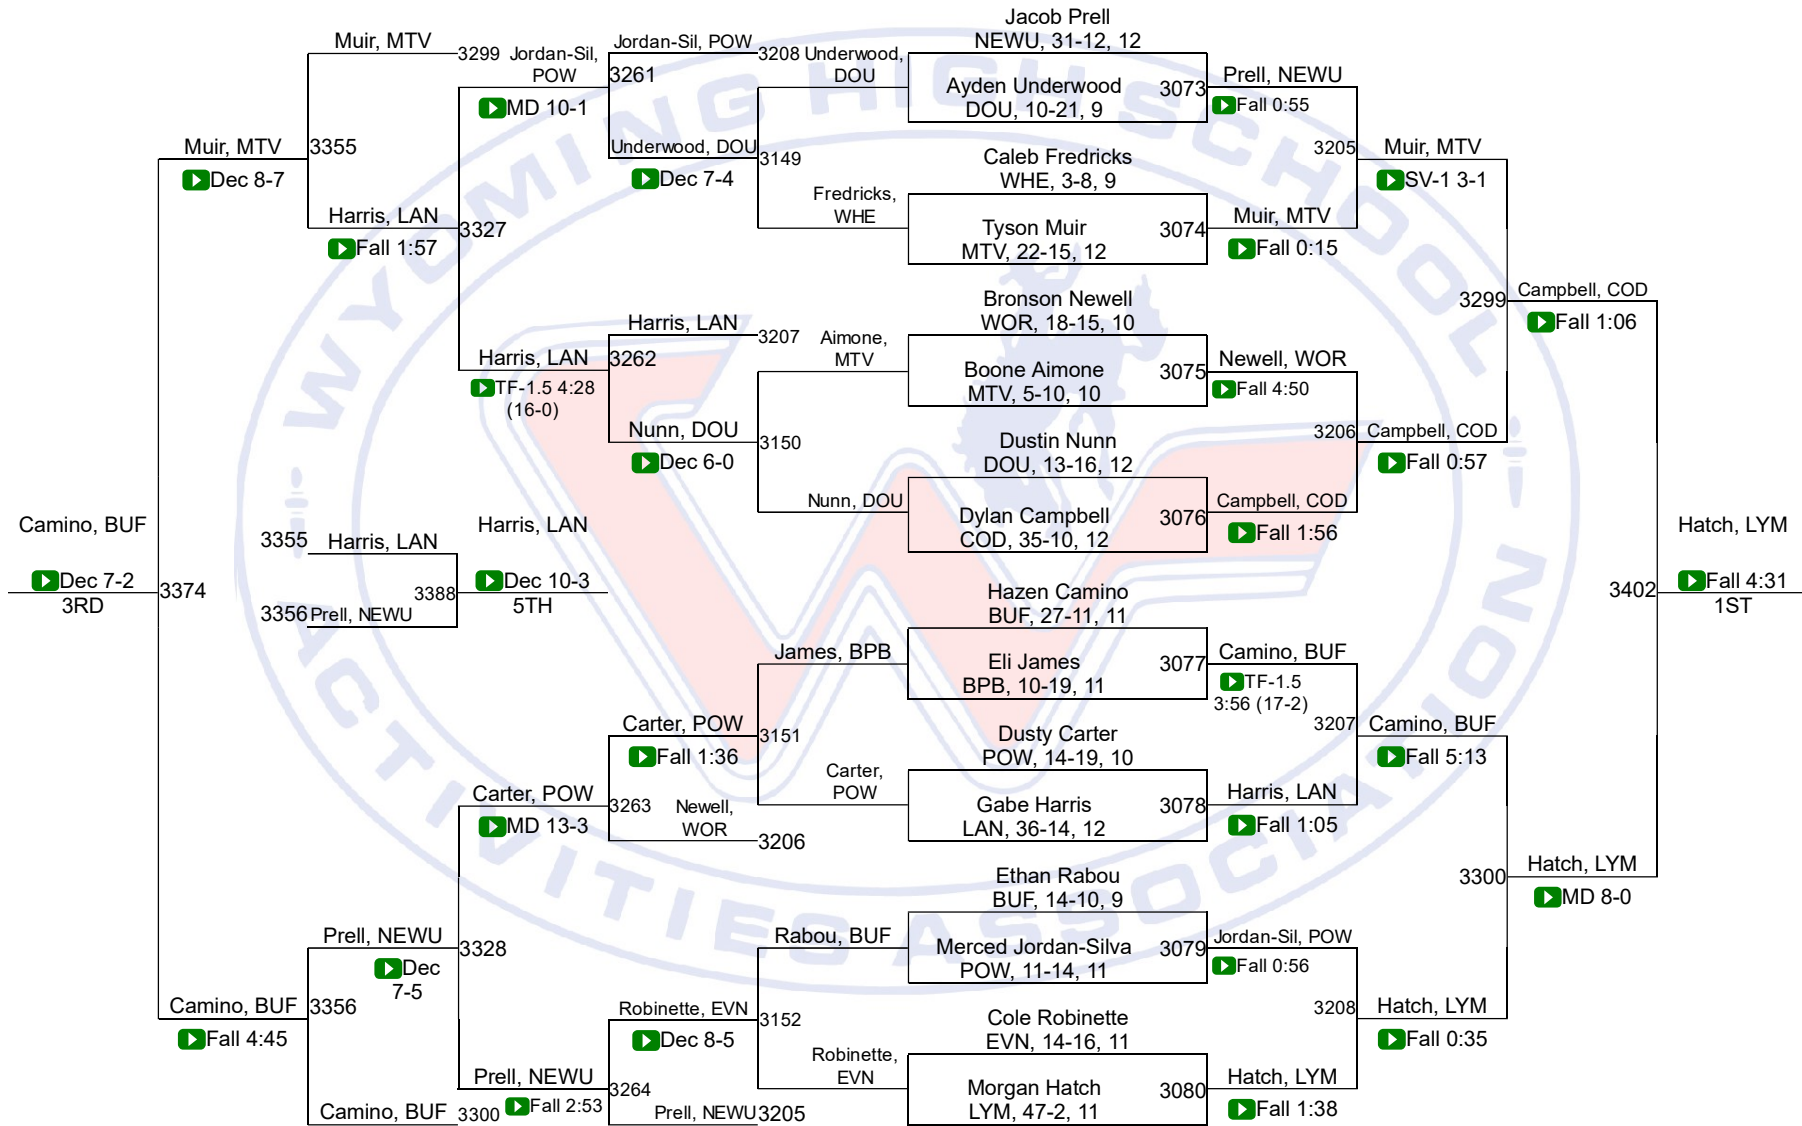 Jacob Prell
NEWU, 31-12, 12
Muir, MTV
3299
Jordan-Sil,
POW
Jordan-Sil, POW
3208
Underwood,
DOU
3261
MD 10-1
Ayden Underwood
DOU, 10-21, 9
3073
Prell, NEWU
Fall 0:55
Muir, MTV
3355
Dec 8-7
Underwood, DOU
3149
Dec 7-4
Caleb Fredricks
WHE, 3-8, 9
3205
Muir, MTV
SV-1 3-1
Fredricks,
WHE
Harris, LAN
3327
Fall 1:57
Tyson Muir
MTV, 22-15, 12
3074
Muir, MTV
Fall 0:15
Bronson Newell
WOR, 18-15, 10
3299
Campbell, COD
Fall 1:06
Harris, LAN
3207
Aimone,
MTV
Harris, LAN
3262
TF-1.5 4:28
(16-0)
Boone Aimone
MTV, 5-10, 10
3075
Newell, WOR
Fall 4:50
Nunn, DOU
3150
Dec 6-0
Dustin Nunn
DOU, 13-16, 12
3206
Campbell, COD
Fall 0:57
Nunn, DOU
Dylan Campbell
COD, 35-10, 12
3076
Campbell, COD
Fall 1:56
Camino, BUF
Harris, LAN
Hatch, LYM
3355
Harris, LAN
Dec 7-2
3RD
3374
3388
Dec 10-3
5TH
3402
Fall 4:31
1ST
3356
Prell, NEWU
Hazen Camino
BUF, 27-11, 11
James, BPB
Eli James
BPB, 10-19, 11
3077
Camino, BUF
TF-1.5
3:56 (17-2)
Carter, POW
3151
Fall 1:36
Dusty Carter
POW, 14-19, 10
3207
Camino, BUF
Fall 5:13
Carter,
POW
Carter, POW
3263
MD 13-3
Newell,
WOR
3206
Gabe Harris
LAN, 36-14, 12
3078
Harris, LAN
Fall 1:05
Ethan Rabou
BUF, 14-10, 9
3300
Hatch, LYM
MD 8-0
Prell, NEWU
3328
Dec
7-5
Rabou, BUF
Merced Jordan-Silva
POW, 11-14, 11
3079
Jordan-Sil, POW
Fall 0:56
Camino, BUF
3356
Fall 4:45
Robinette, EVN
3152
Dec 8-5
Cole Robinette
EVN, 14-16, 11
3208
Hatch, LYM
Fall 0:35
Robinette,
EVN
Prell, NEWU
3264
Fall 2:53
Morgan Hatch
LYM, 47-2, 11
3080
Hatch, LYM
Fall 1:38
Camino, BUF
3300
Prell, NEWU
3205
WYOMING HIGH SCHOOL
ACTIVITIES ASSOCIATION